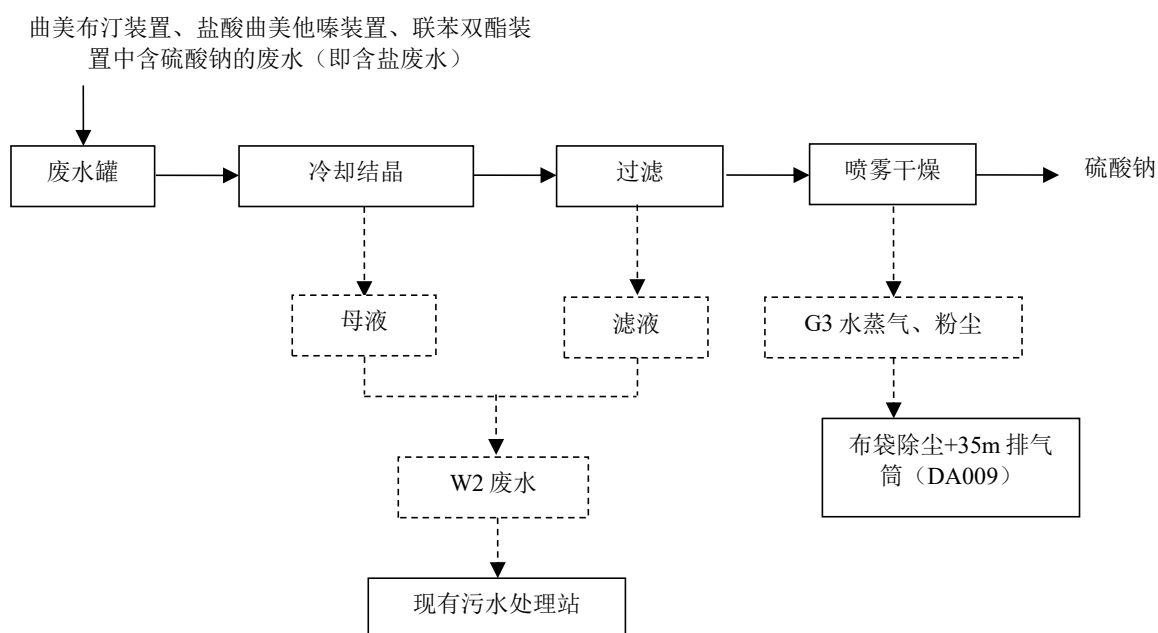 曲美布汀装置、盐酸曲美他嗪装置、联苯双酯装
置中含硫酸钠的废水（即含盐废水）
废水罐
冷却结晶
过滤
喷雾干燥
硫酸钠
母液
滤液
G3 水蒸气、粉尘
布袋除尘+35m 排气
筒（DA009）
W2 废水
现有污水处理站